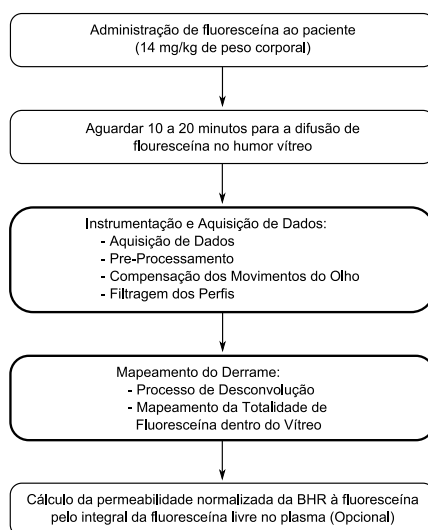 Administração de fluoresceína ao paciente
(14 mg/kg de peso corporal)
Aguardar 10 a 20 minutos para a difusão de
flouresceína no humor vítreo
Instrumentação e Aquisição de Dados:
- Aquisição de Dados
- Pre-Processamento
- Compensação dos Movimentos do Olho
- Filtragem dos Perfis
Mapeamento do Derrame:
- Processo de Desconvolução
- Mapeamento da Totalidade de
Fluoresceína dentro do Vítreo
Cálculo da permeabilidade normalizada da BHR à fluoresceína
pelo integral da fluoresceína livre no plasma (Opcional)